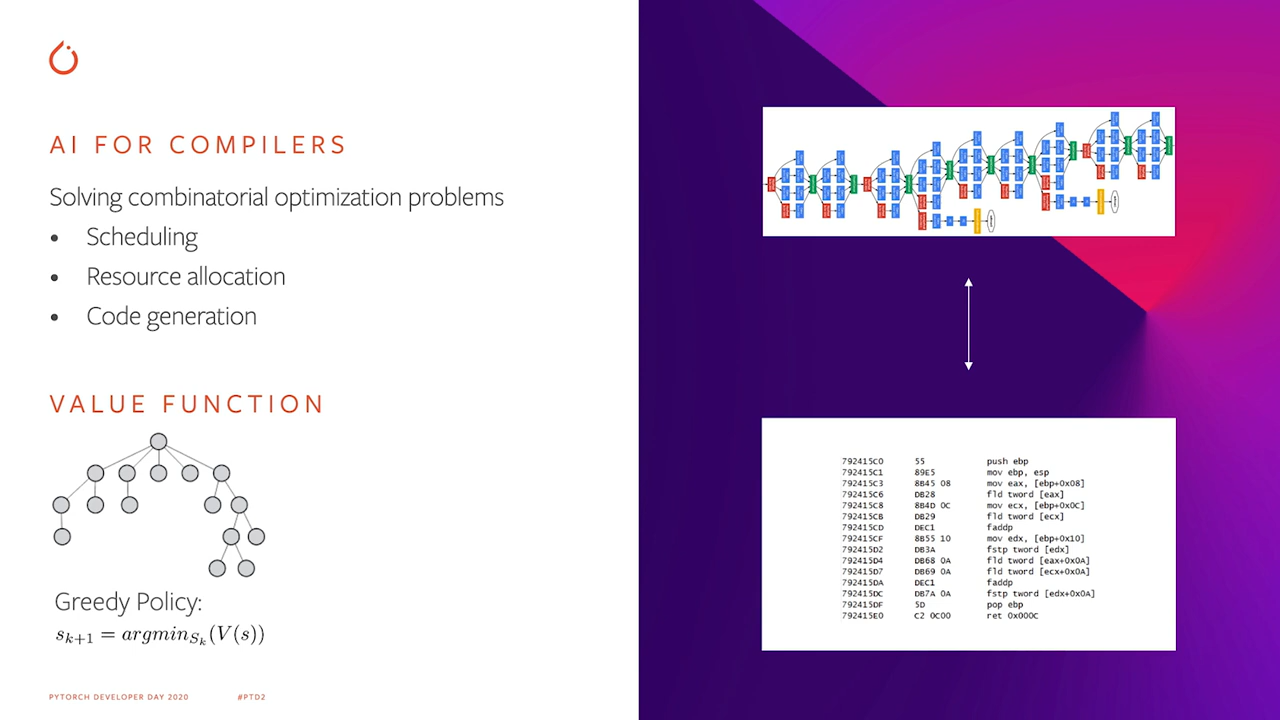 AI FOR COMPILERS
Solving combinatorial optimization problems
• Scheduling
• Resource allocation
• Code generation
VALUE FUNCTION
Greedy Policy:
s_{k+1} = argmin_{S_k}(V(s))
PYTORCH DEVELOPER DAY 2020 #PTD2
792415C0 55 push ebp
792415C1 89E5 mov ebp, esp
792415C3 8B45 08 mov eax, [ebp+0x08]
792415C6 DB28 fld tword [eax]
792415C8 8B4D 0C mov ecx, [ebp+0x0C]
792415CB DB29 fld tword [ecx]
792415CD DEC1 faddp
792415CF 8B55 10 mov edx, [ebp+0x10]
792415D2 DB3A fstp tword [edx]
792415D4 DB68 0A fld tword [eax+0x0A]
792415D7 DB69 0A fld tword [ecx+0x0A]
792415DA DEC1 faddp
792415DC DB7A 0A fstp tword [edx+0x0A]
792415DF 5D pop ebp
792415E0 C2 0C00 ret 0x000C